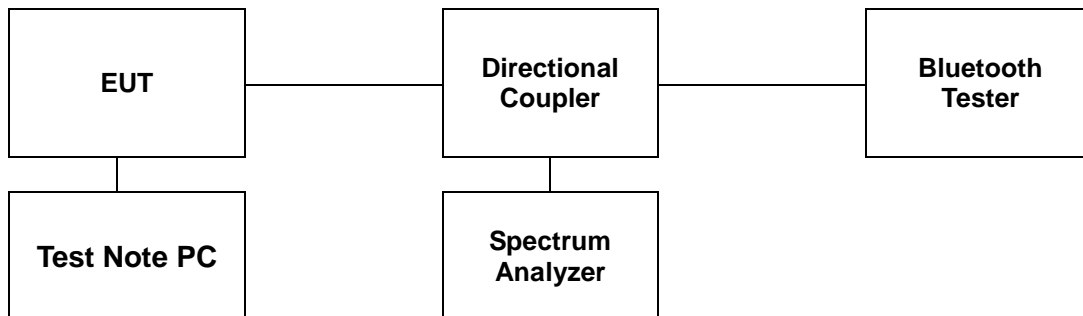 EUT
Directional
Coupler
Bluetooth
Tester
Test Note PC
Spectrum
Analyzer